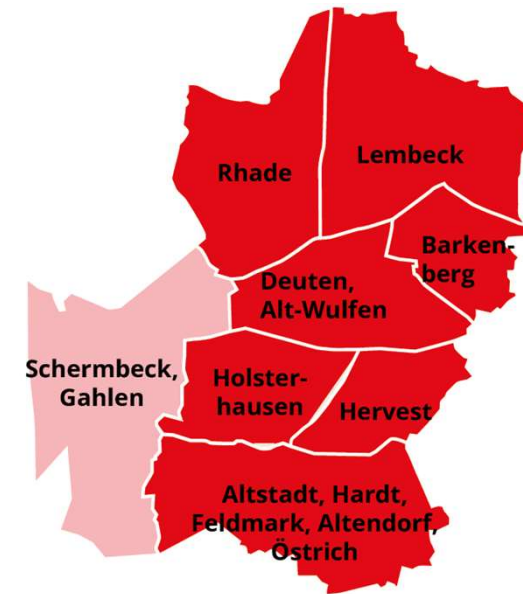 Rhade
Lembeck
Barken-
berg
Deuten,
Alt-Wulfen
Schermbeck,
Gahlen
Holster-
hausen
Hervest
Altstadt, Hardt,
Feldmark, Altendorf,
Östrich